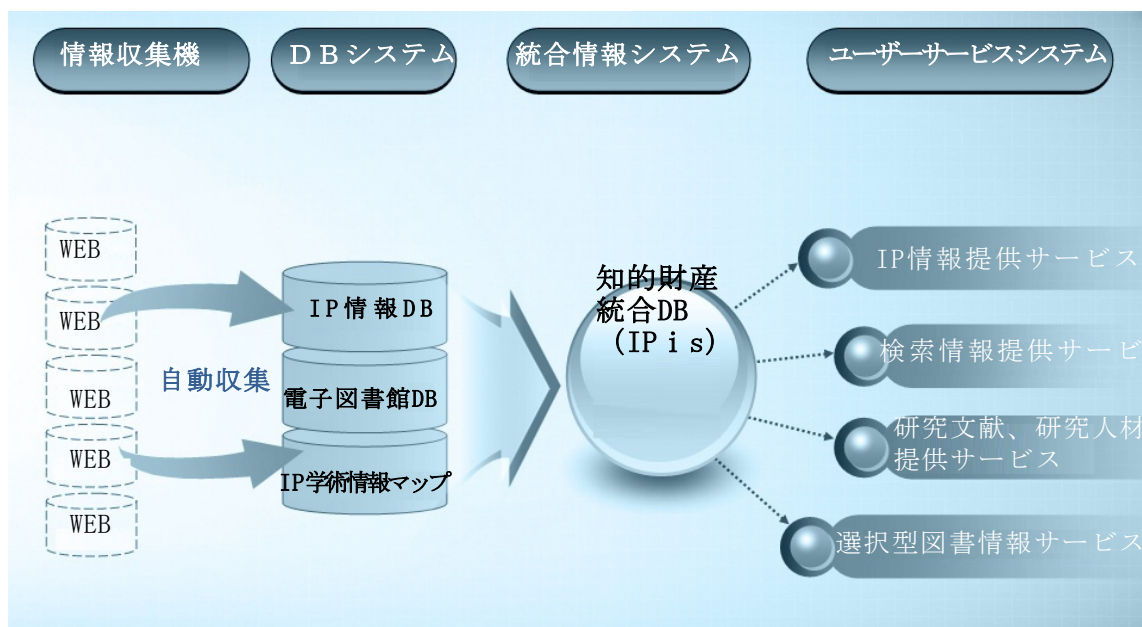 情報収集機
ＤＢシステム
統合情報システム
ユーザーサービスシステム
WEB
WEB
WEB
WEB
WEB
自動収集
IP情報DB
電子図書館DB
IP学術情報マップ
知的財産
統合DB
（IPｉｓ）
IP情報提供サービス
検索情報提供サービ
研究文献、研究人材
提供サービス
選択型図書情報サービス